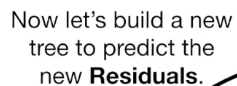 Now let's build a new
tree to predict the
new Residuals.